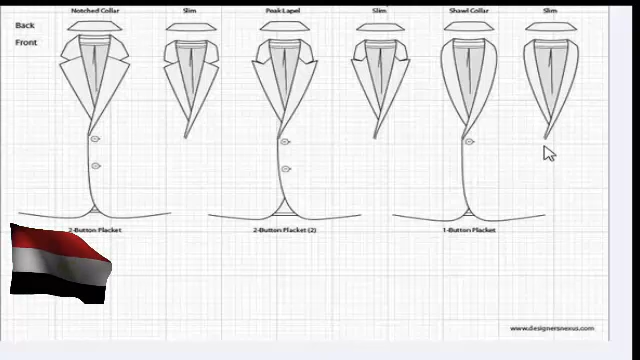 Notched Collar Slim Peak Lapel Slim Shawl Collar Slim
Back
Front
2-Button Placket 2-Button Placket (2) 1-Button Placket
www.designersnexus.com